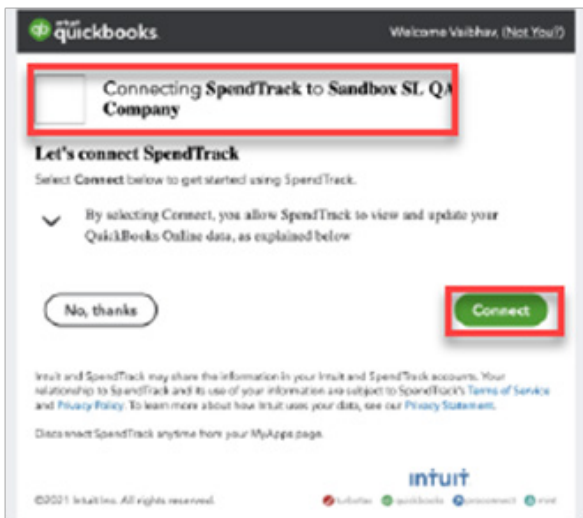 intuit quickbooks.
Welcome Vaibhav, (Not You?)
Connecting SpendTrack to Sandbox SL QA
Company
Let's connect SpendTrack
Select Connect below to get started using SpendTrack.
By selecting Connect, you allow SpendTrack to view and update your
QuickBooks Online data, as explained below
No, thanks
Connect
Intuit and SpendTrack may share the information in your Intuit and SpendTrack accounts. Your
relationship to SpendTrack and its use of your information are subject to SpendTrack's Terms of Service
and Privacy Policy. To learn more about how Intuit uses your data, see our Privacy Statement.
Disconnect SpendTrack anytime from your MyApps page.
intuit
©2021 Intuit Inc. All rights reserved.
turbotax quickbooks proconnect mint